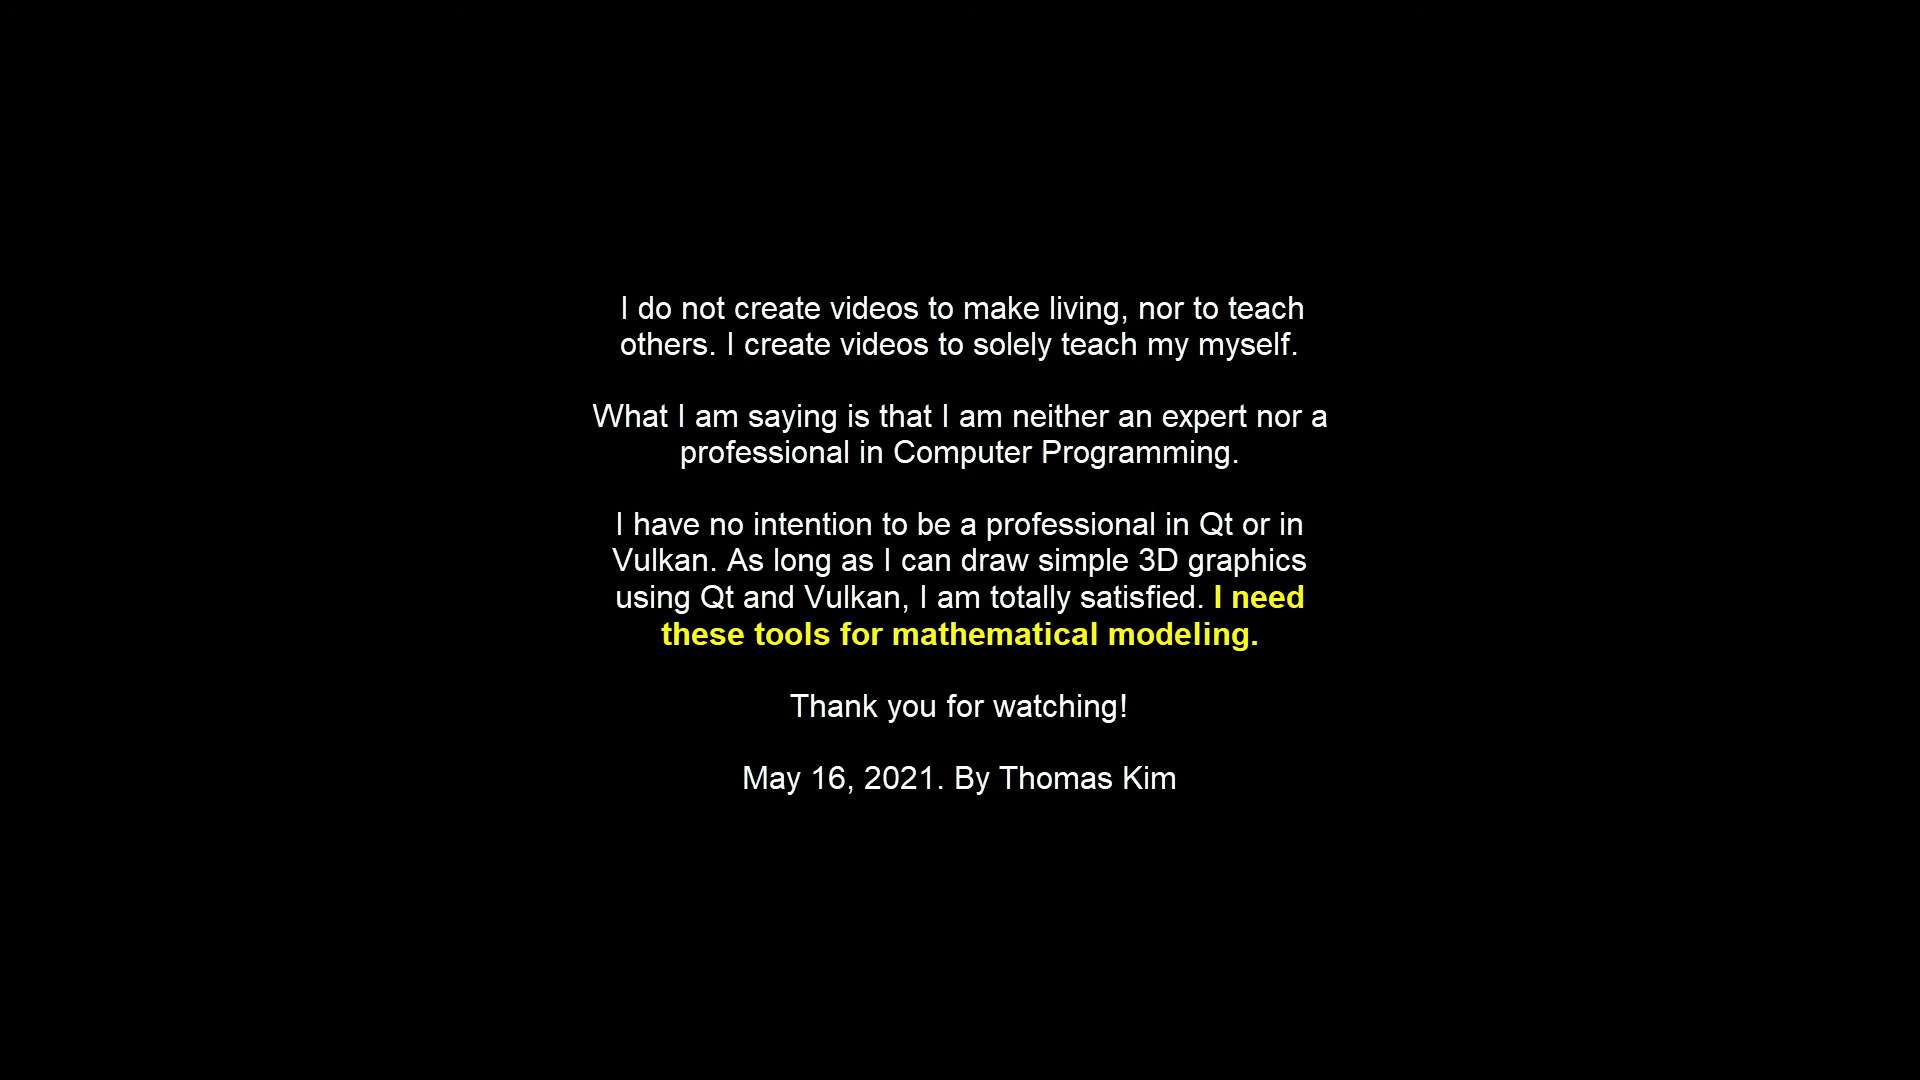 I do not create videos to make living, nor to teach
others. I create videos to solely teach my myself.
What I am saying is that I am neither an expert nor a
professional in Computer Programming.
I have no intention to be a professional in Qt or in
Vulkan. As long as I can draw simple 3D graphics
using Qt and Vulkan, I am totally satisfied. I need
these tools for mathematical modeling.
Thank you for watching!
May 16, 2021. By Thomas Kim